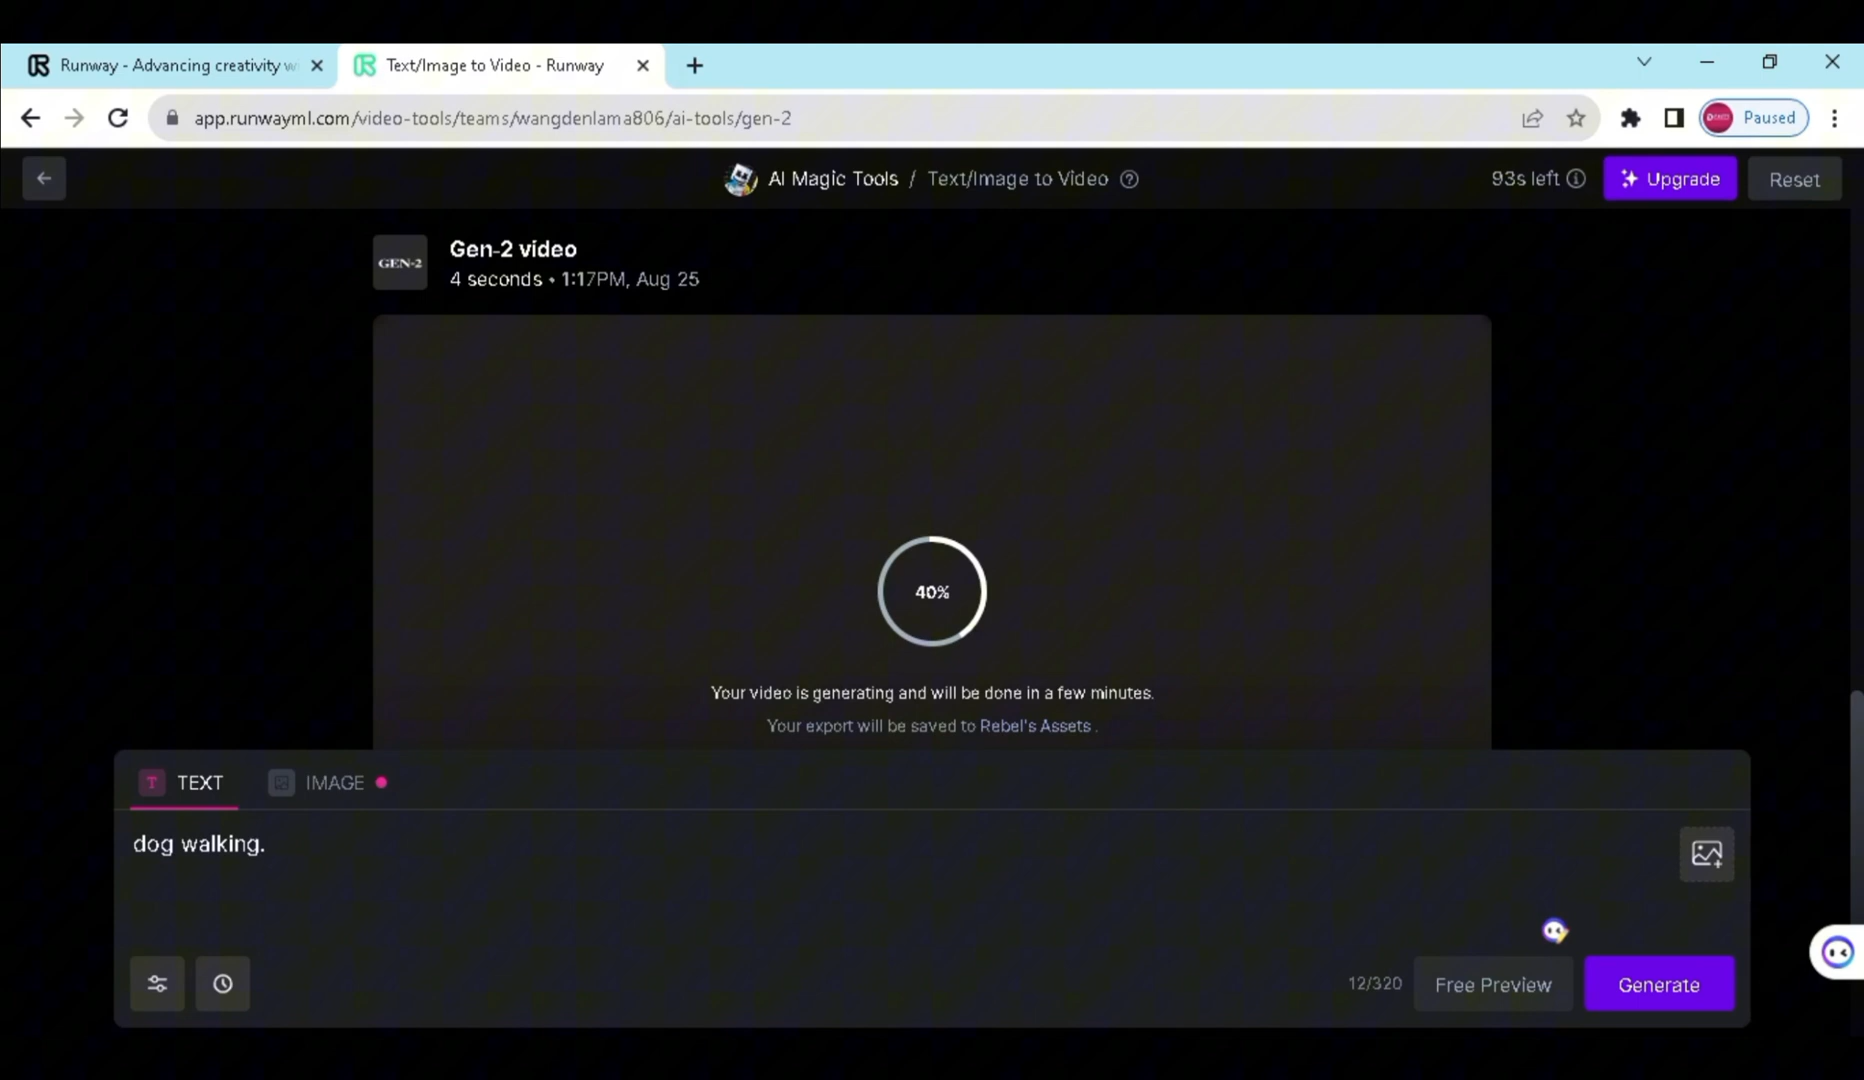 Runway - Advancing creativity w
Text/Image to Video - Runway
app.runwayml.com/video-tools/teams/wangdenlama806/ai-tools/gen-2
Paused
AI Magic Tools / Text/Image to Video
93s left
Upgrade
Reset
GEN-2
Gen-2 video
4 seconds • 1:17PM, Aug 25
40%
Your video is generating and will be done in a few minutes.
Your export will be saved to Rebel's Assets .
T TEXT
IMAGE
dog walking.
12/320
Free Preview
Generate